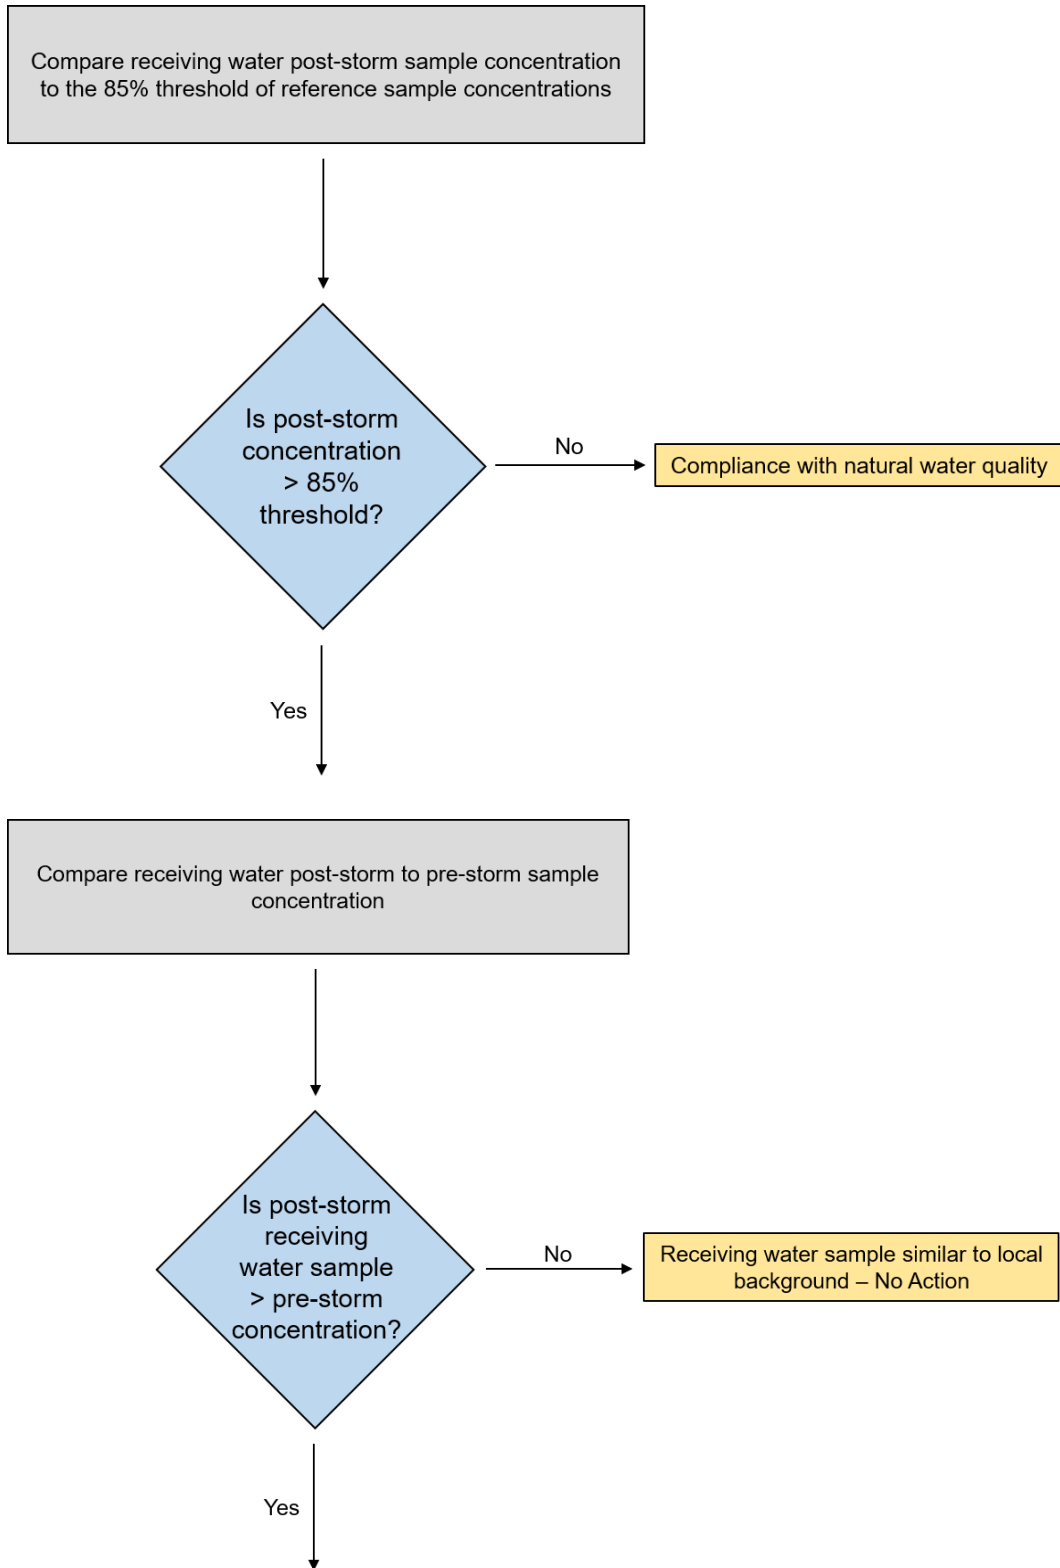 Compare receiving water post-storm sample concentration
to the 85% threshold of reference sample concentrations
Is post-storm
concentration
> 85%
threshold?
No
Compliance with natural water quality
Yes
Compare receiving water post-storm to pre-storm sample
concentration
Is post-storm
receiving
water sample
> pre-storm
concentration?
No
Receiving water sample similar to local
background – No Action
Yes